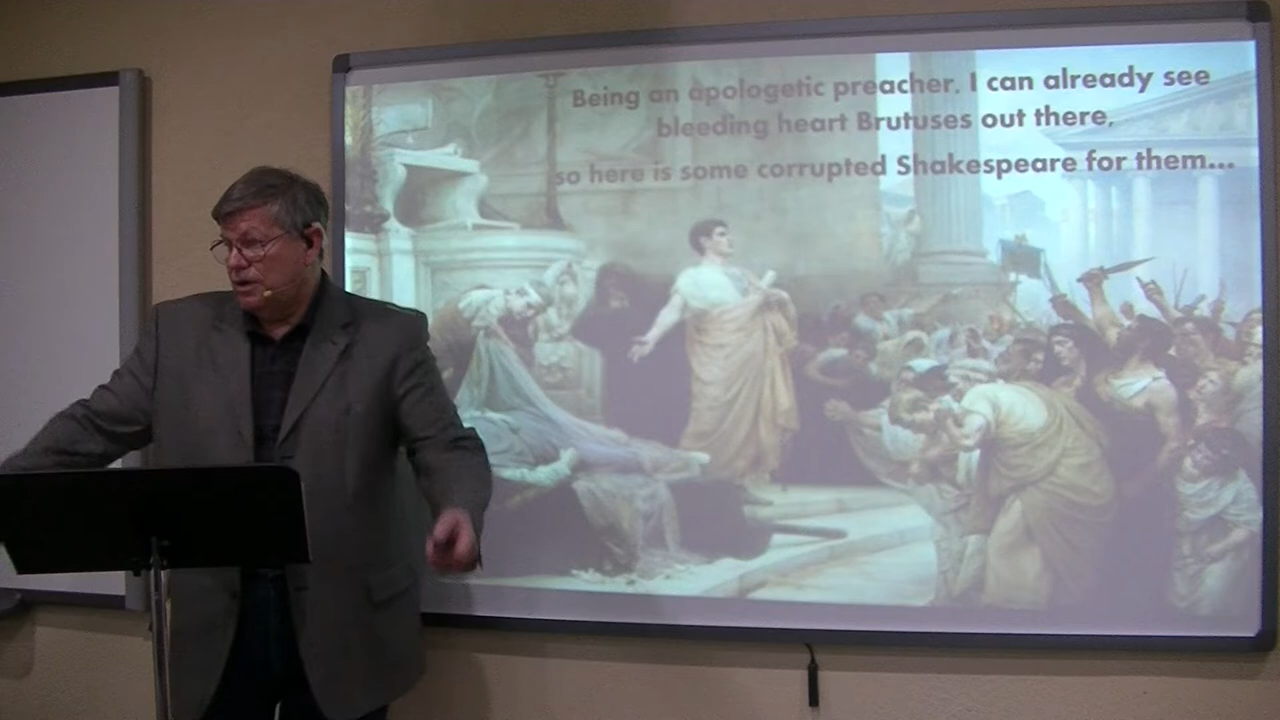 Being an apologetic preacher, I can already see
bleeding heart Brutuses out there,
so here is some corrupted Shakespeare for them...